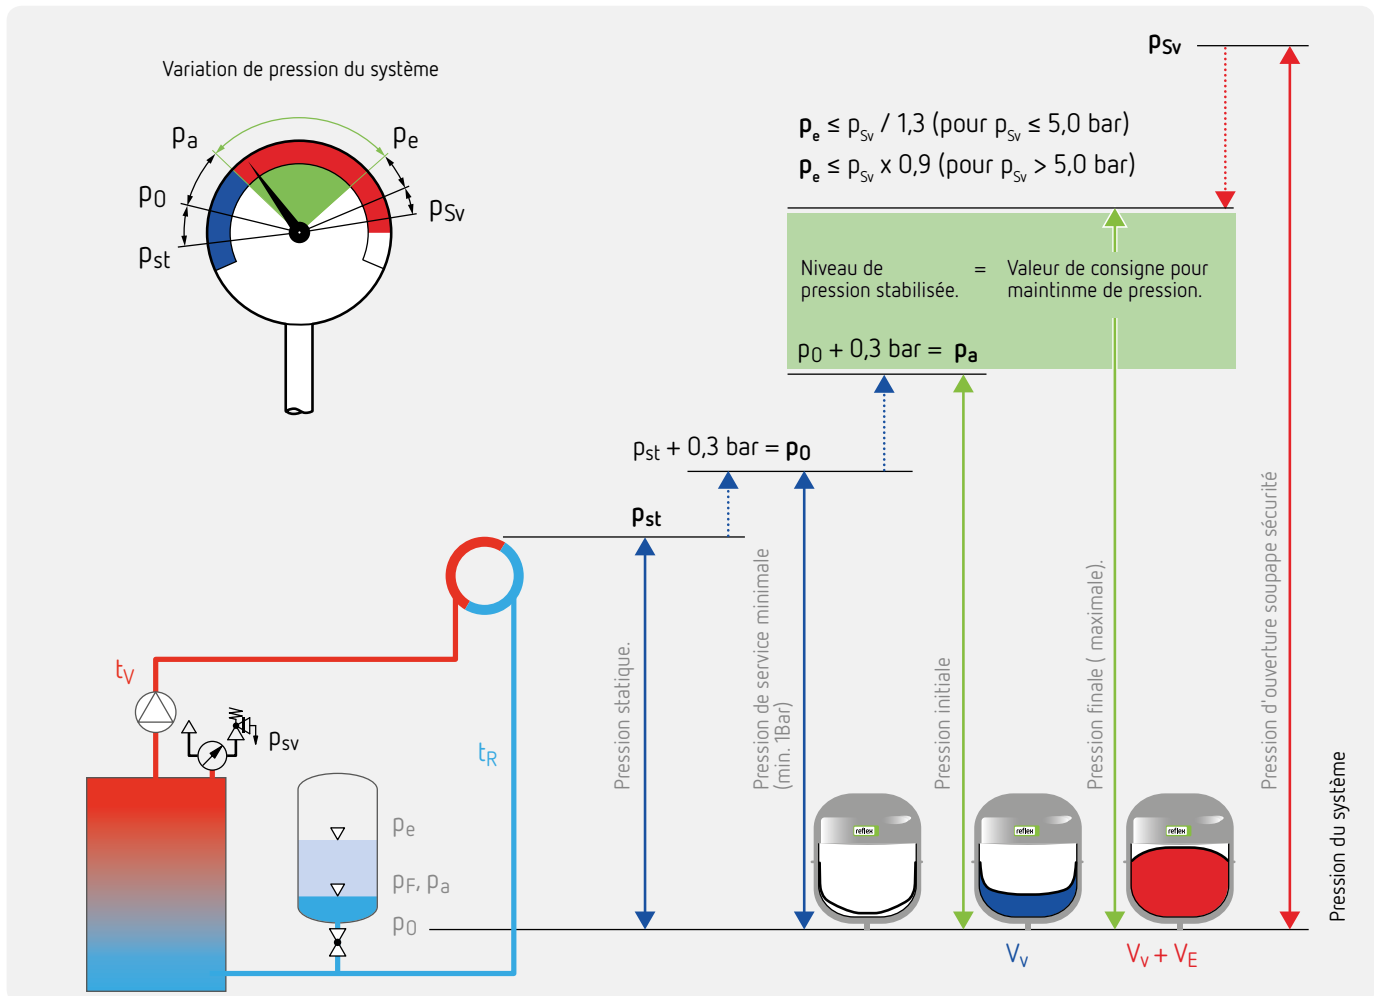 Variation de pression du système
pa
pe
p0
pSv
pst
pSv
pe ≤ pSv / 1,3 (pour pSv ≤ 5,0 bar)
pe ≤ pSv x 0,9 (pour pSv > 5,0 bar)
Niveau de pression stabilisée.
=
Valeur de consigne pour maintinme de pression.
p0 + 0,3 bar = pa
pst + 0,3 bar = p0
pst
tV
psv
tR
pe
pF, pa
p0
Pression statique.
Pression de service minimale
(min. 1Bar)
Pression initiale
Pression finale ( maximale).
Pression d'ouverture soupape sécurité
Pression du système
reflex
reflex
reflex
Vv
Vv + VE